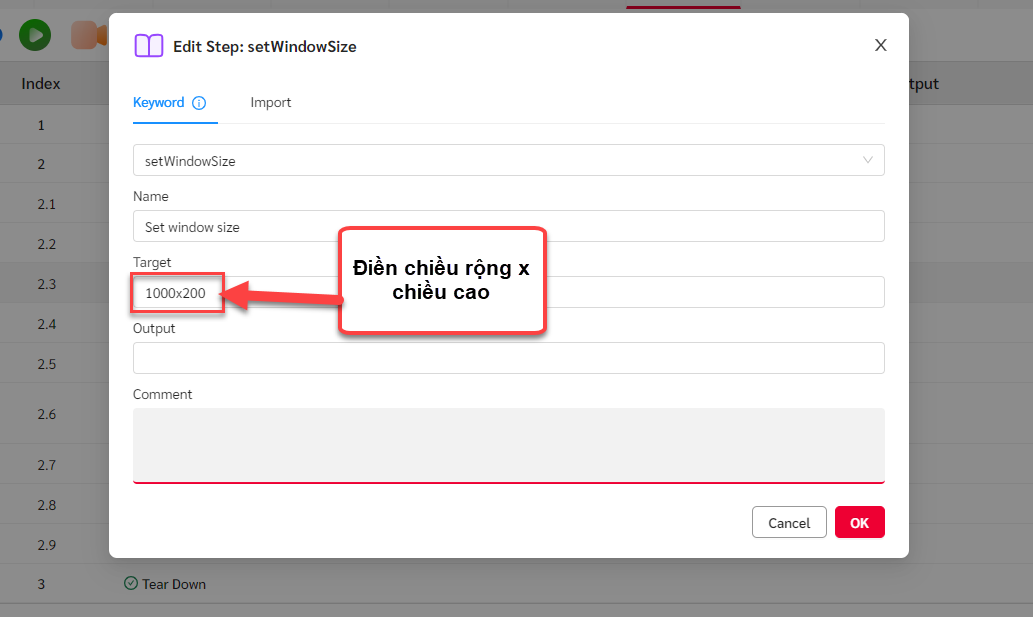 Edit Step: setWindowSize
X
Index
tput
Keyword
Import
1
setWindowSize
2
Name
2.1
Set window size
2.2
Điền chiều rộng x
chiều cao
Target
2.3
1000x200
2.4
Output
2.5
Comment
2.6
2.7
2.8
Cancel
OK
2.9
3
Tear Down